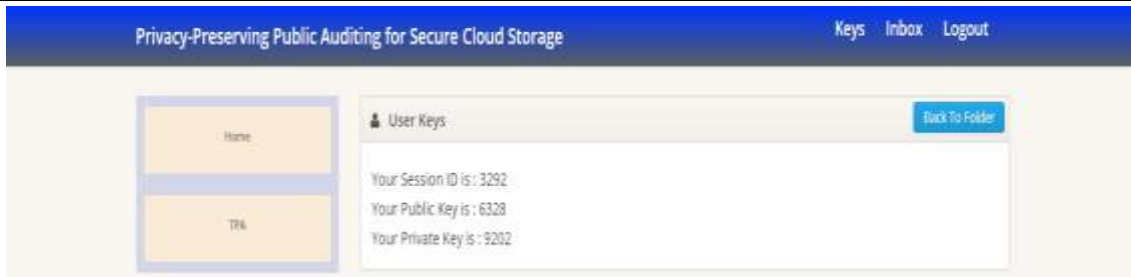 Privacy-Preserving Public Auditing for Secure Cloud Storage
Keys Inbox Logout
Home
User Keys
Back To Folder
Your Session ID is : 3292
Your Public Key is : 6328
TPA
Your Private Key is : 9202